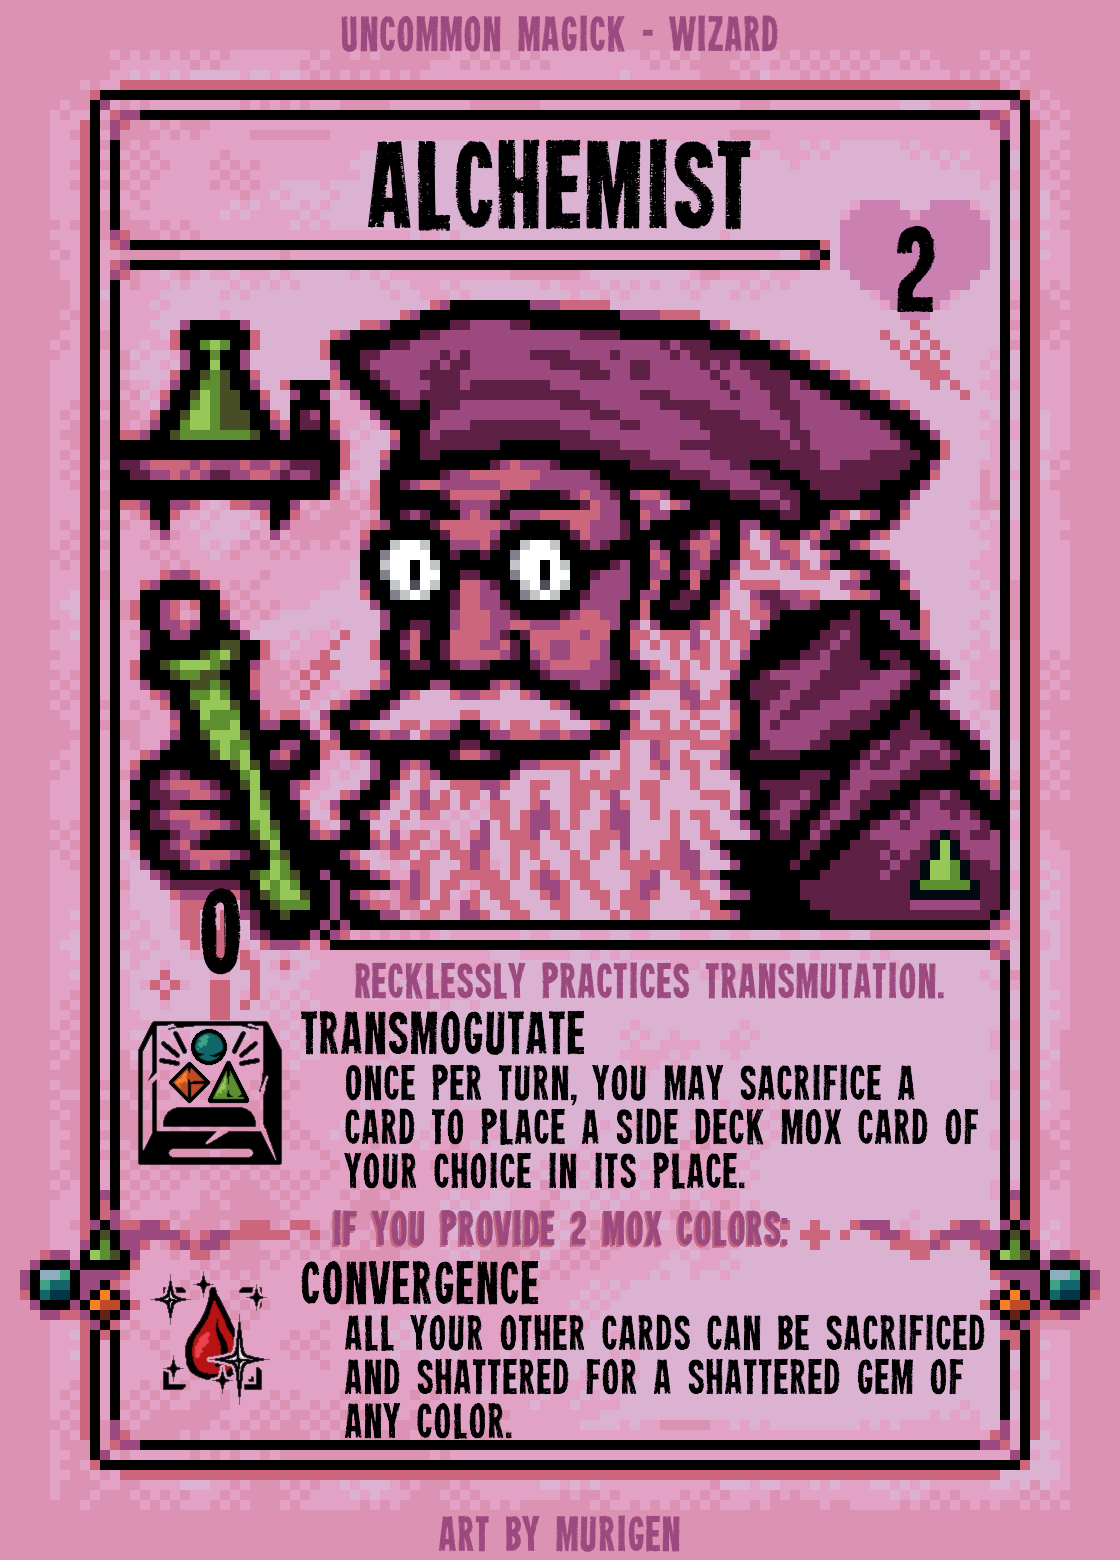 UNCOMMON MAGICK - WIZARD
ALCHEMIST
2
0
RECKLESSLY PRACTICES TRANSMUTATION.
TRANSMOGUTATE
ONCE PER TURN, YOU MAY SACRIFICE A
CARD TO PLACE A SIDE DECK MOX CARD OF
YOUR CHOICE IN ITS PLACE.
IF YOU PROVIDE 2 MOX COLORS:
CONVERGENCE
ALL YOUR OTHER CARDS CAN BE SACRIFICED
AND SHATTERED FOR A SHATTERED GEM OF
ANY COLOR.
ART BY MURIGEN